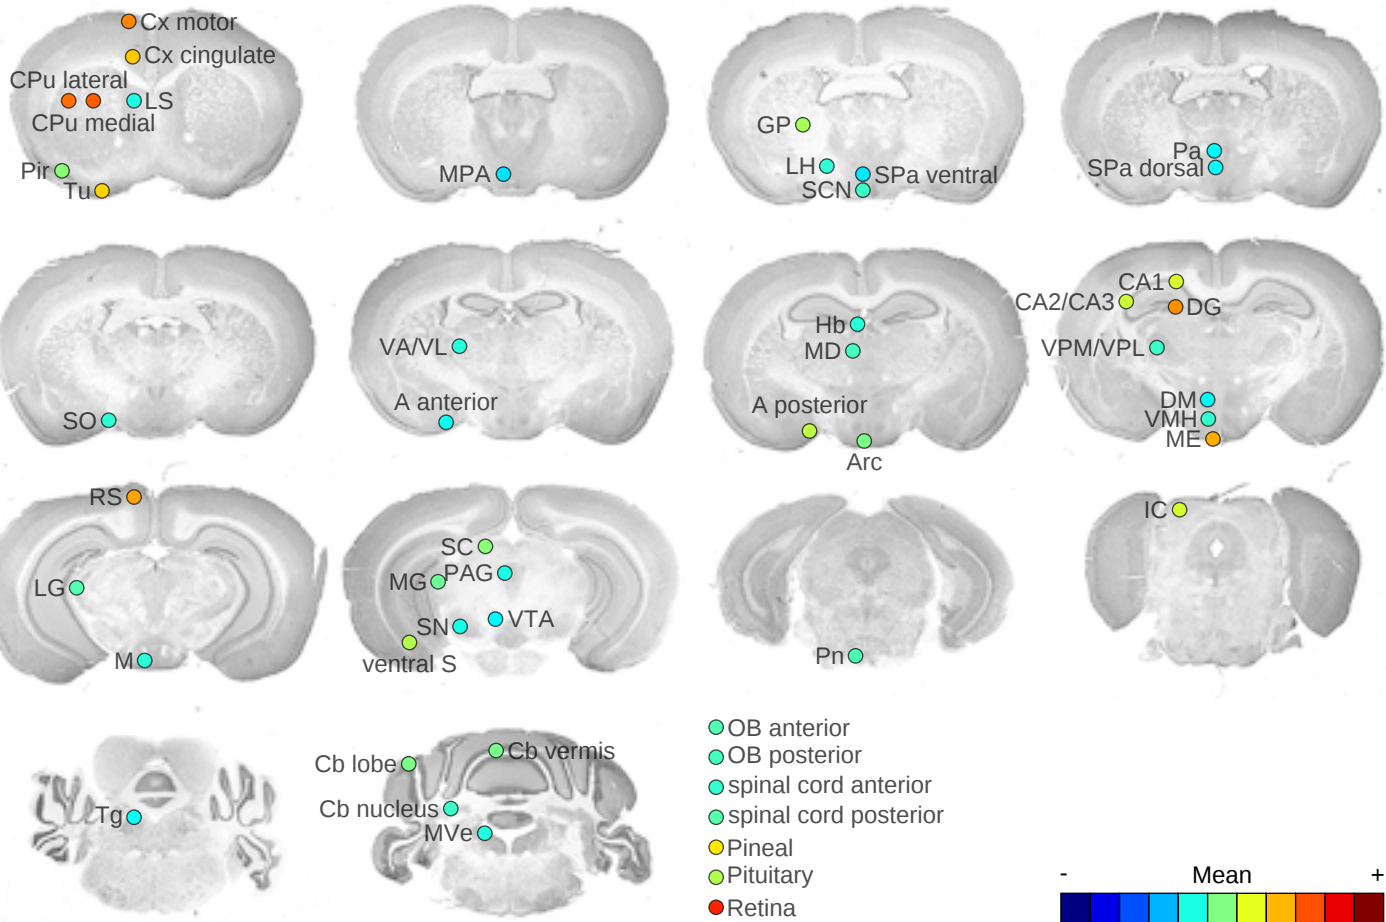 Cx motor
Cx cingulate
CPu lateral
LS
CPu medial
Pir
Tu
MPA
GP
LH
SPa ventral
SCN
Pa
SPa dorsal
SO
VA/VL
A anterior
Hb
MD
A posterior
Arc
CA1
CA2/CA3
DG
VPM/VPL
DM
VMH
ME
RS
LG
M
SC
PAG
MG
VTA
SN
ventral S
Pn
IC
Tg
Cb vermis
Cb lobe
Cb nucleus
MVe
OB anterior
OB posterior
spinal cord anterior
spinal cord posterior
Pineal
Pituitary
Retina
- Mean +